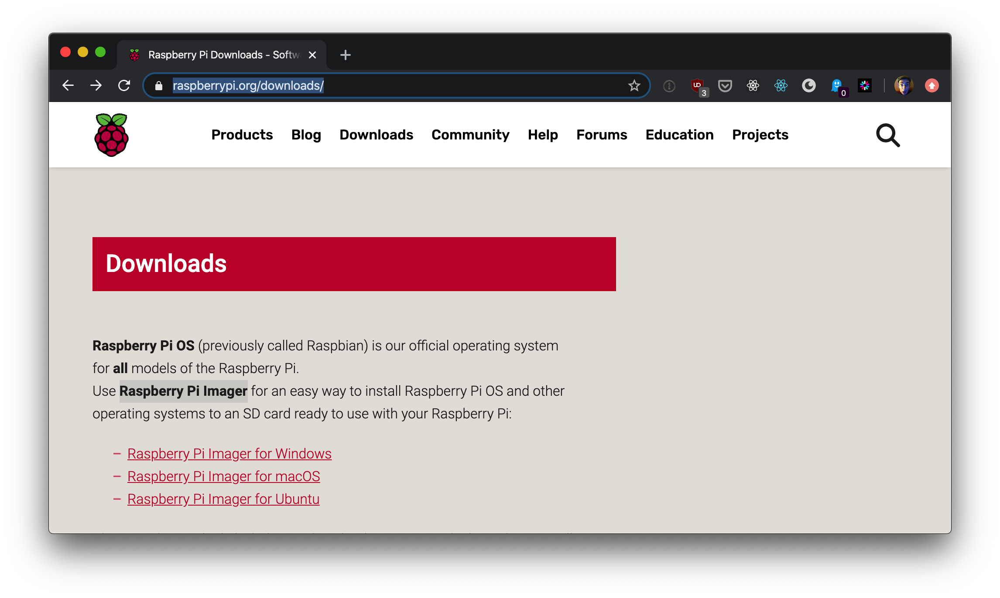 Raspberry Pi Downloads - Softw
raspberrypi.org/downloads/
3
0
Products Blog Downloads Community Help Forums Education Projects
Downloads
Raspberry Pi OS (previously called Raspbian) is our official operating system
for all models of the Raspberry Pi.
Use Raspberry Pi Imager for an easy way to install Raspberry Pi OS and other
operating systems to an SD card ready to use with your Raspberry Pi:
– Raspberry Pi Imager for Windows
– Raspberry Pi Imager for macOS
– Raspberry Pi Imager for Ubuntu